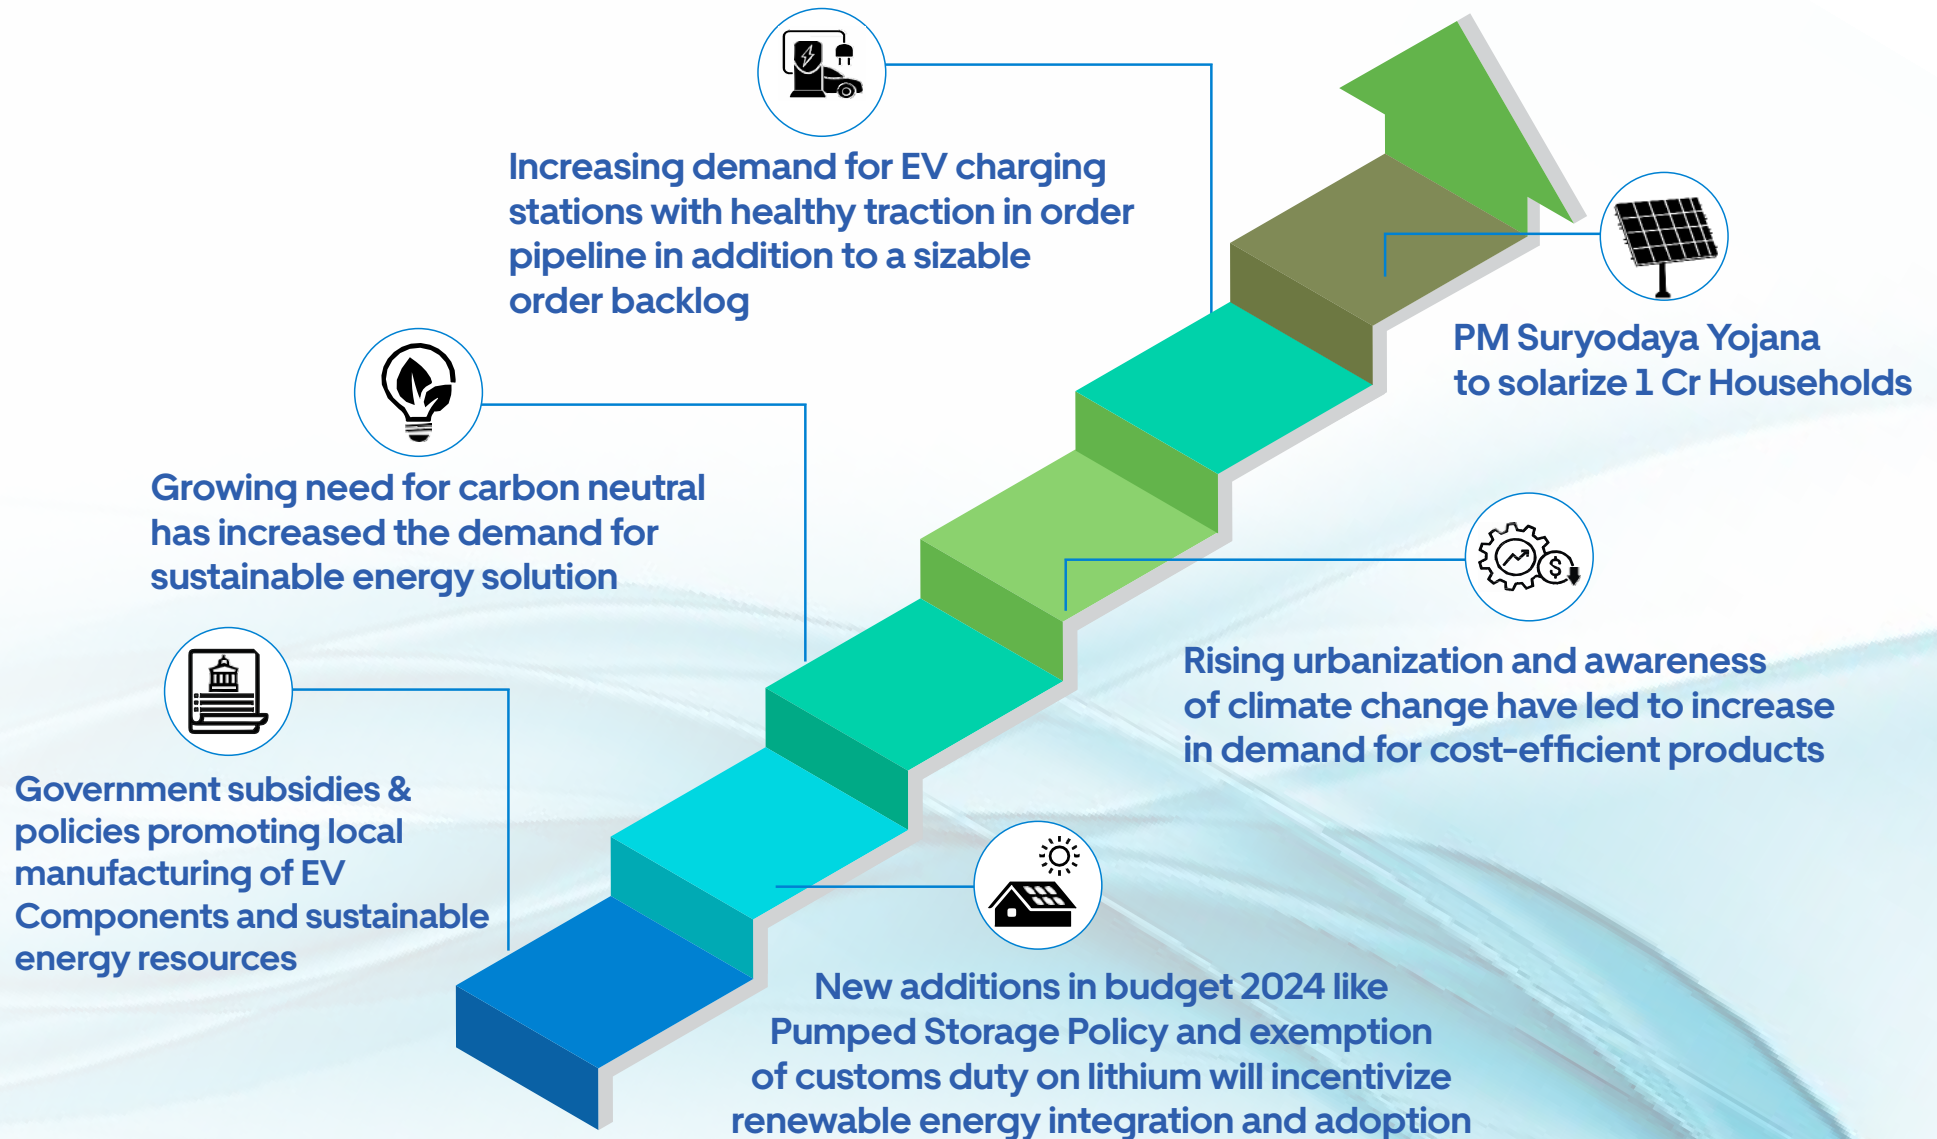 Increasing demand for EV charging
stations with healthy traction in order
pipeline in addition to a sizable
order backlog
PM Suryodaya Yojana
to solarize 1 Cr Households
Growing need for carbon neutral
has increased the demand for
sustainable energy solution
Rising urbanization and awareness
of climate change have led to increase
in demand for cost-efficient products
Government subsidies &
policies promoting local
manufacturing of EV
Components and sustainable
energy resources
New additions in budget 2024 like
Pumped Storage Policy and exemption
of customs duty on lithium will incentivize
renewable energy integration and adoption